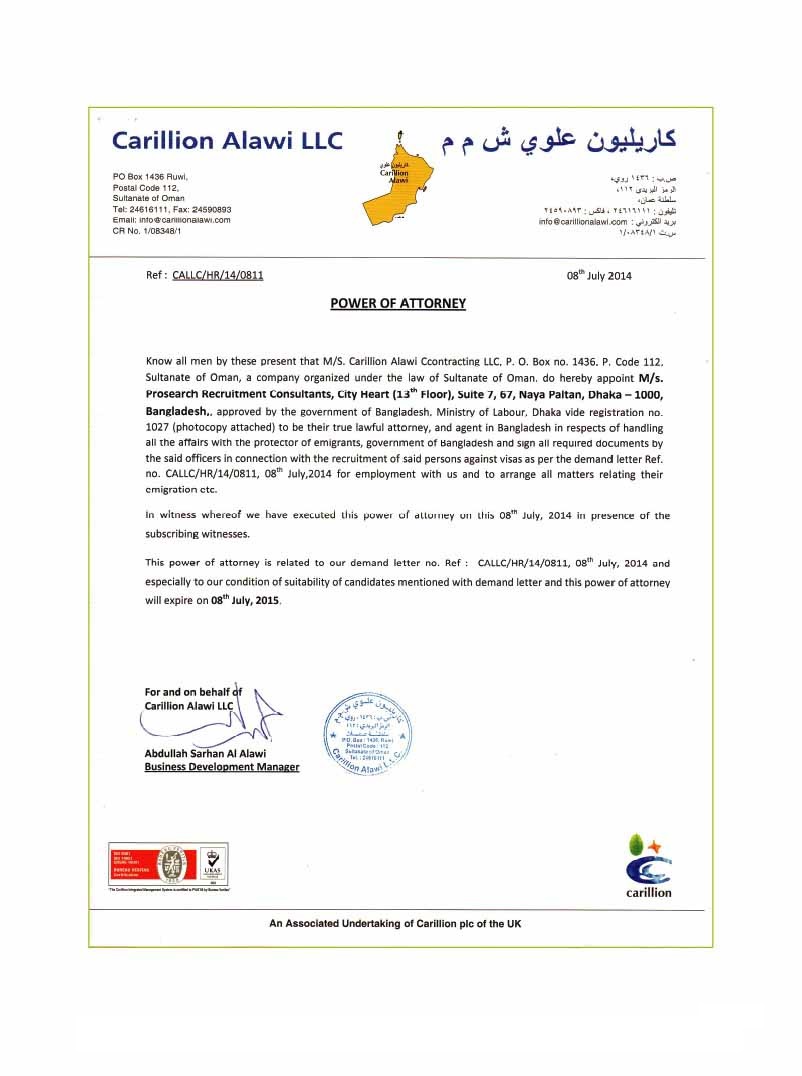 Carillion Alawi LLC
كاريليون علوي ش م م
PO Box 1436 Ruwi,
Postal Code 112,
Sultanate of Oman
Tel: 24616111, Fax: 24590893
Email: info@carillionalawi.com
CR No. 1/08348/1
كاريليون علوي
Carillion
Alawi
ص.ب : ١٤٣٦ روي،
الرمز البريدي ١١٢،
سلطنة عمان،
تليفون : ٢٤٦١٦١١١ ، فاكس : ٢٤٥٩٠٨٩٣
بريد الكتروني : info@carillionalawi.com
س.ت ١/٠٨٣٤٨/١
Ref : CALLC/HR/14/0811
08th July 2014
POWER OF ATTORNEY
Know all men by these present that M/S. Carillion Alawi Ccontracting LLC, P. O. Box no. 1436, P. Code 112,
Sultanate of Oman, a company organized under the law of Sultanate of Oman. do hereby appoint M/s.
Prosearch Recruitment Consultants, City Heart (13th Floor), Suite 7, 67, Naya Paltan, Dhaka – 1000,
Bangladesh,. approved by the government of Bangladesh. Ministry of Labour, Dhaka vide registration no.
1027 (photocopy attached) to be their true lawful attorney, and agent in Bangladesh in respects of handling
all the affairs with the protector of emigrants, government of Bangladesh and sign all required documents by
the said officers in connection with the recruitment of said persons against visas as per the demand letter Ref.
no. CALLC/HR/14/0811, 08th July,2014 for employment with us and to arrange all matters relating their
emigration etc.
In witness whereof we have executed this power of attorney on this 08th July, 2014 in presence of the
subscribing witnesses.
This power of attorney is related to our demand letter no. Ref : CALLC/HR/14/0811, 08th July, 2014 and
especially to our condition of suitability of candidates mentioned with demand letter and this power of attorney
will expire on 08th July, 2015.
For and on behalf of
Carillion Alawi LLC
Abdullah Sarhan Al Alawi
Business Development Manager
كاريليون علوي ش.م.م
ص.ب : ١٤٣٦، روي
الرمز البريدي : ١١٢
سلطنة عمان
P.O. Box : 1436, Ruwi
Postal Code : 112
Sultanate of Oman
Tel. : 24616111
Carillion Alawi L.L.C.
ISO 9001
ISO 14001
OHSAS 18001
BUREAU VERITAS
Certification
UKAS
carillion
An Associated Undertaking of Carillion plc of the UK